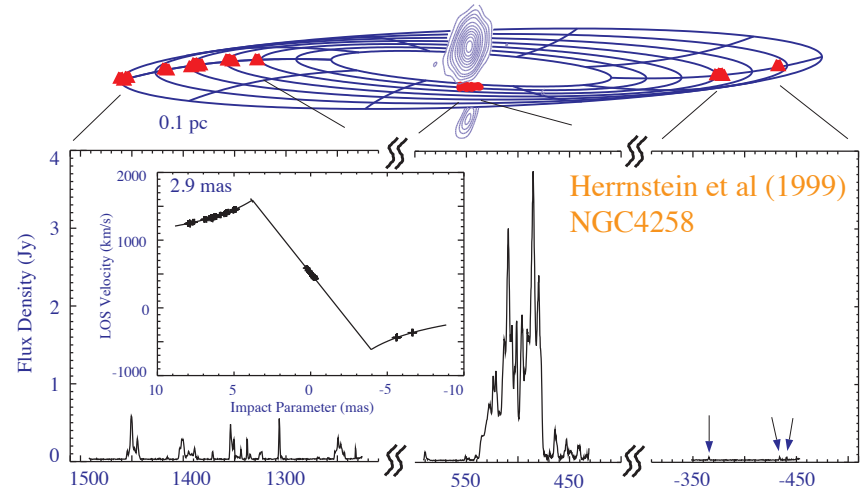 0.1 pc
4
3
2
1
0
Flux Density (Jy)
2.9 mas
2000
1400
0
-1000
LOS Velocity (km/s)
10 5 0 -5 -10
Impact Parameter (mas)
Herrnstein et al (1999)
NGC4258
1500 1400 1300 550 450 -350 -450